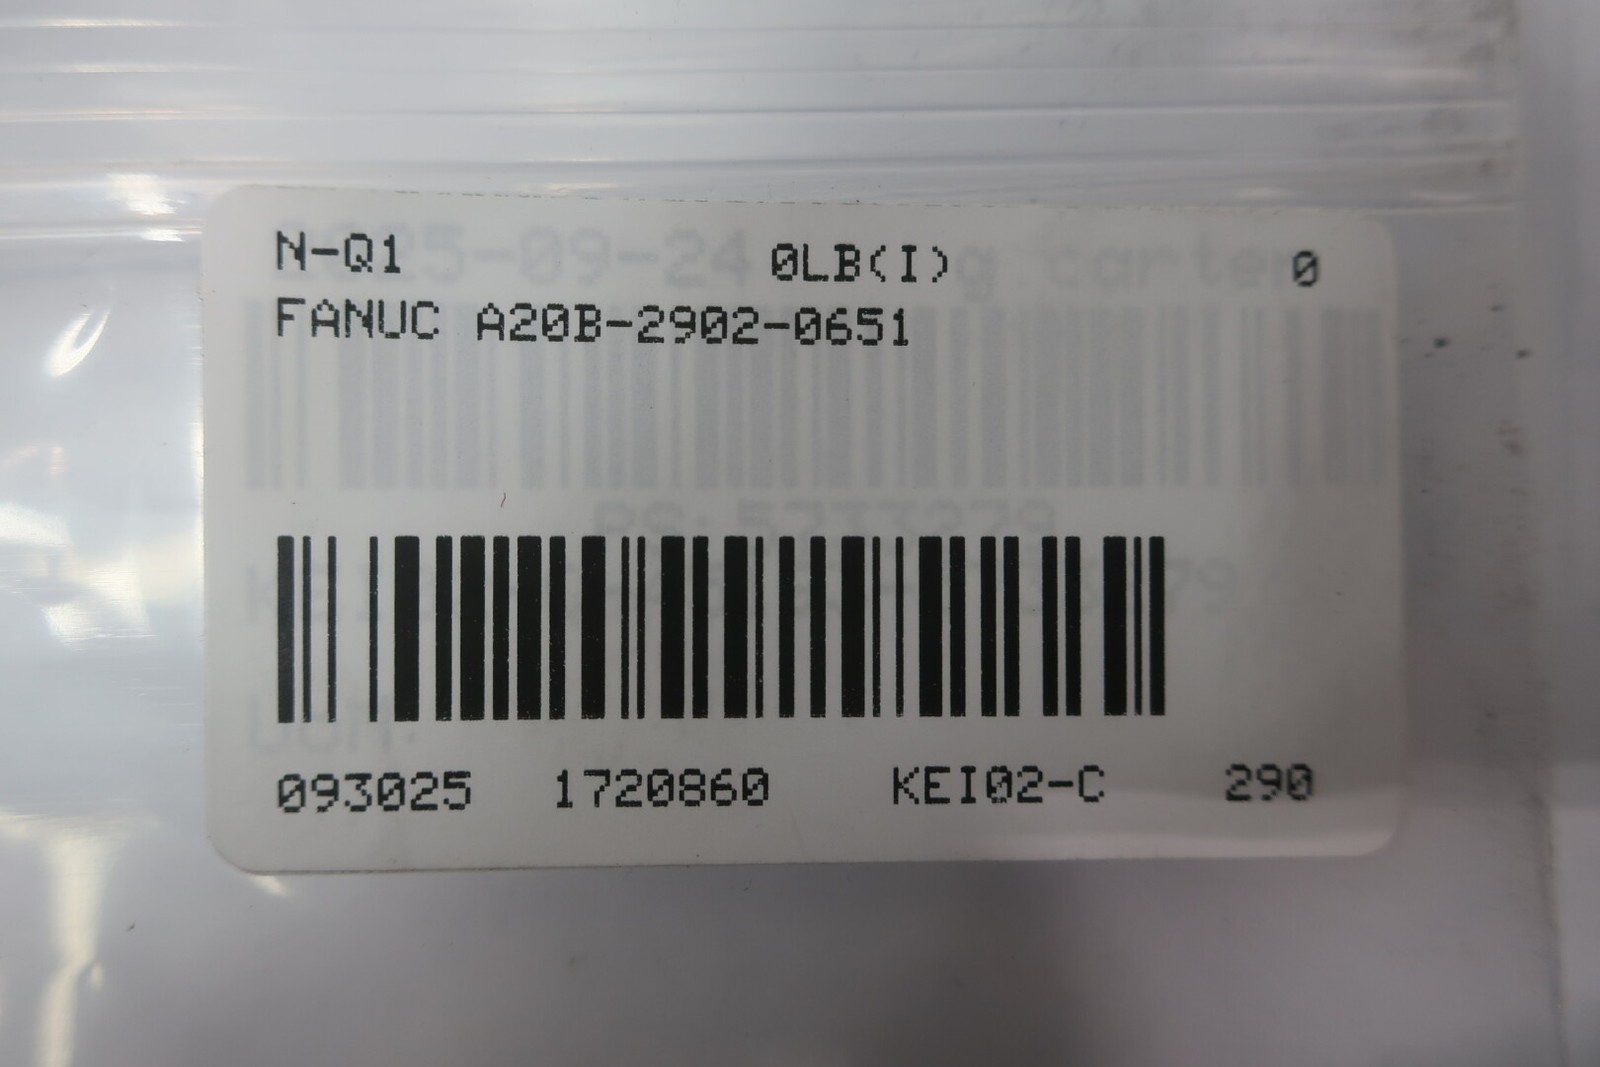 N-Q1 0LB(I) 0
FANUC A20B-2902-0651
093025 1720860 KEI02-C 290